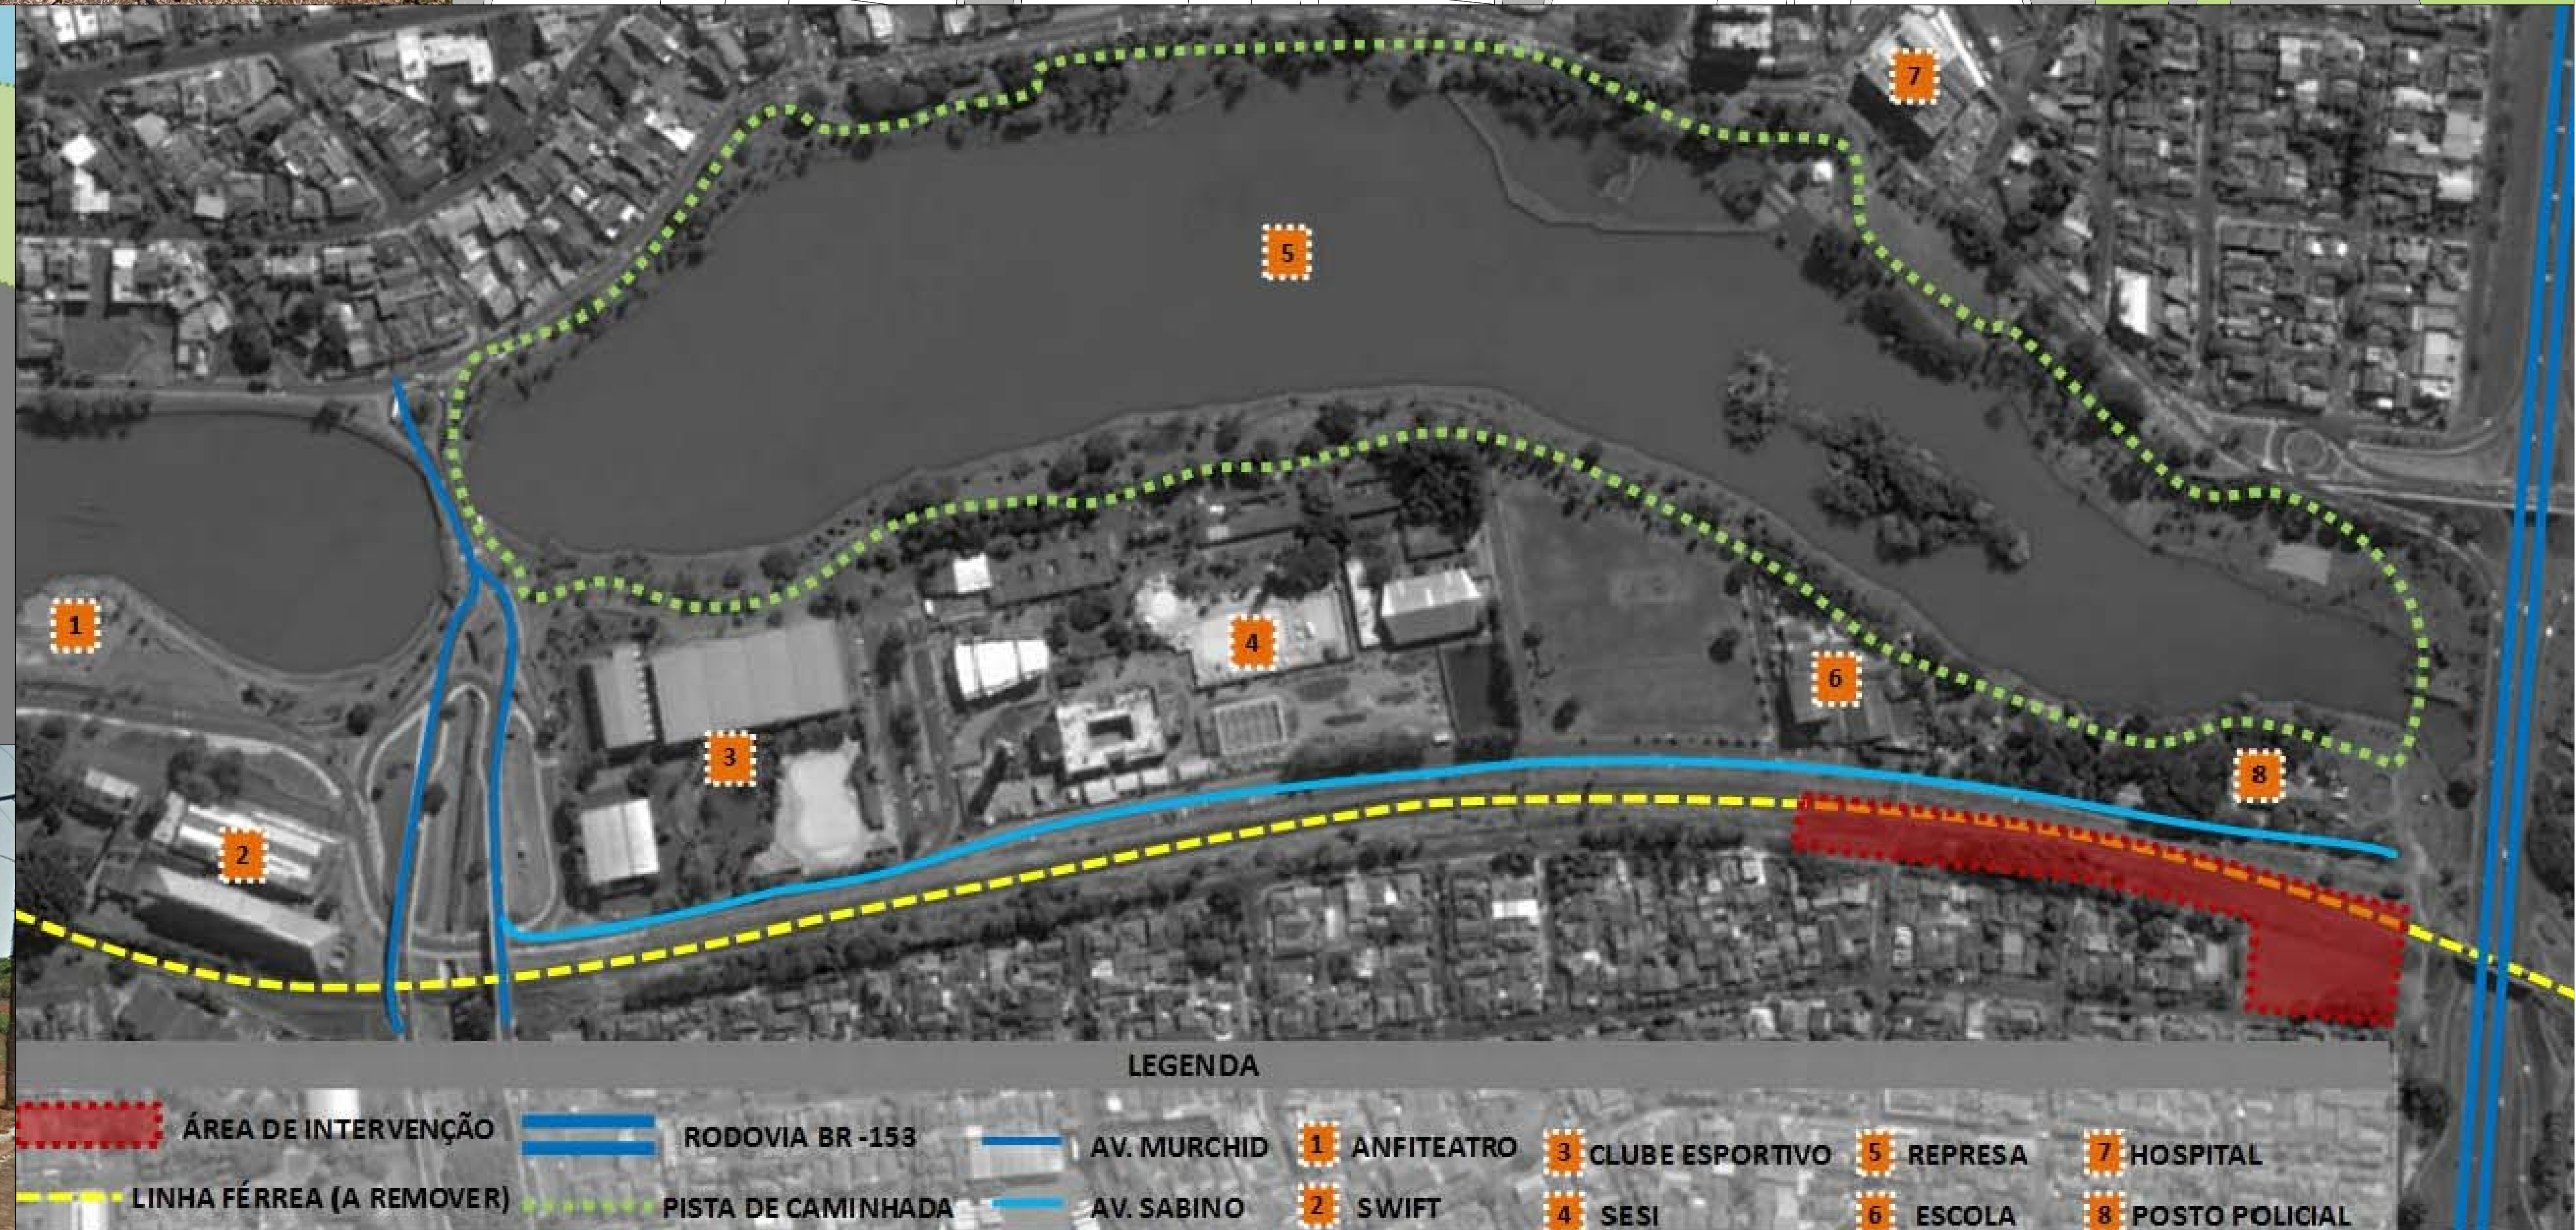 7
5
1
4
6
3
8
2
LEGENDA
ÁREA DE INTERVENÇÃO
RODOVIA BR -153
AV. MURCHID
1 ANFITEATRO
3 CLUBE ESPORTIVO
5 REPRESA
7 HOSPITAL
LINHA FÉRREA (A REMOVER)
PISTA DE CAMINHADA
AV. SABINO
2 SWIFT
4 SESI
6 ESCOLA
8 POSTO POLICIAL